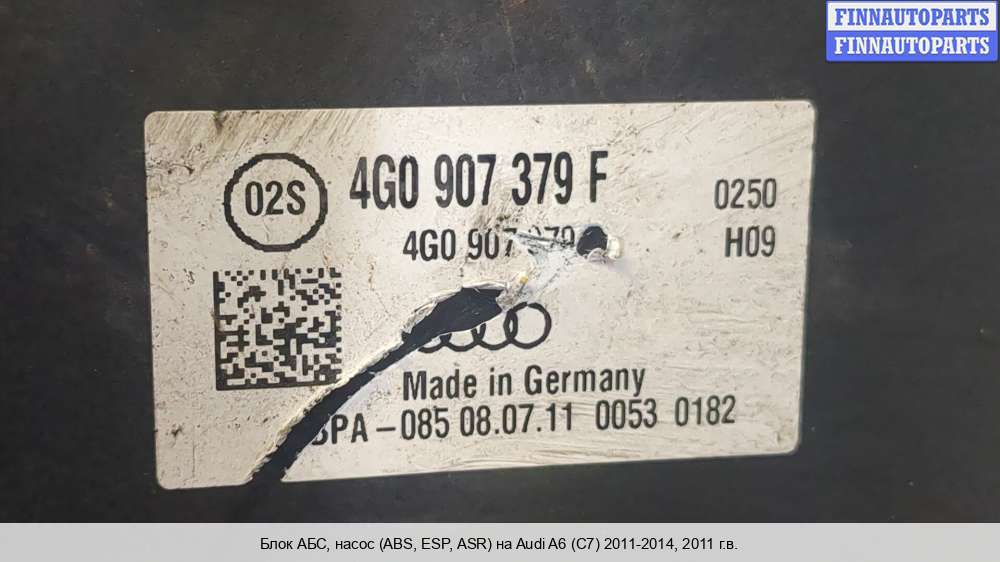 FINNAUTOPARTS
FINNAUTOPARTS
02S
4G0 907 379 F
0250
4G0 907 379
H09
Made in Germany
BPA-085 08.07.11 0053 0182
Блок АБС, насос (ABS, ESP, ASR) на Audi A6 (C7) 2011-2014, 2011 г.в.